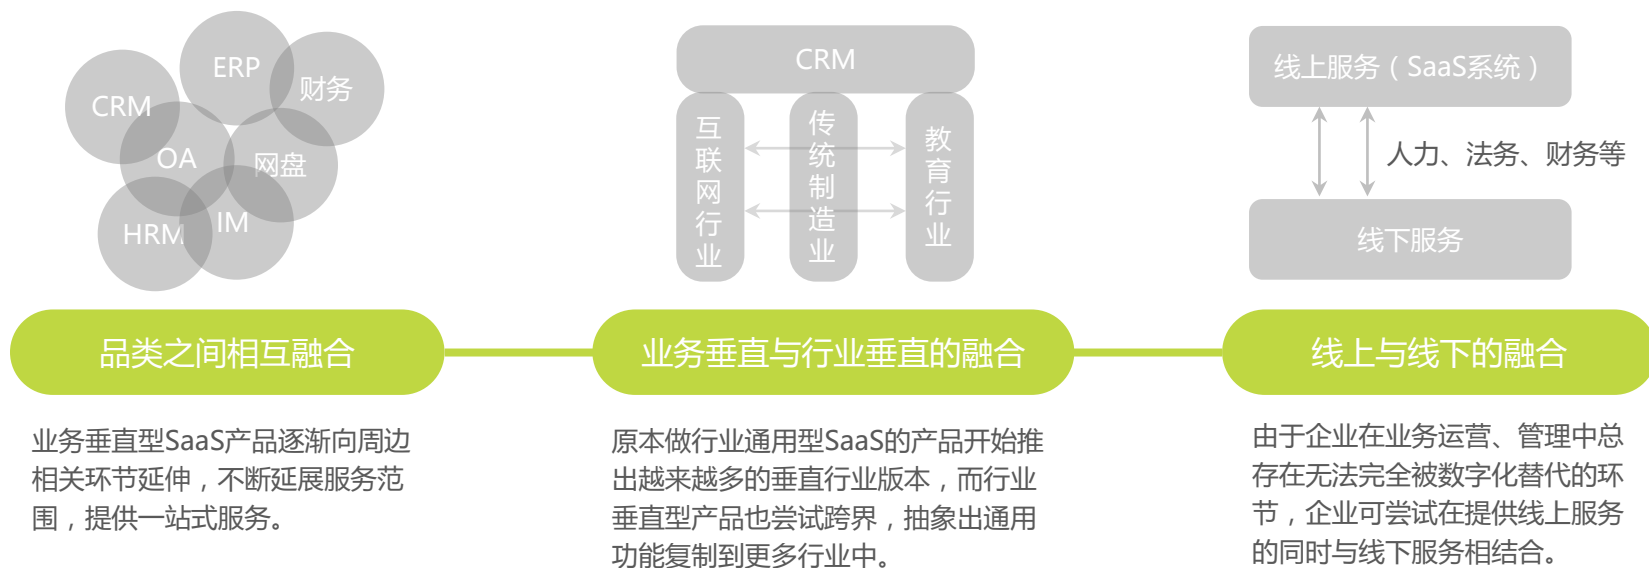 ERP
财务
CRM
OA
网盘
HRM
IM
CRM
互联网行业
传统制造业
教育行业
线上服务（SaaS系统）
人力、法务、财务等
线下服务
品类之间相互融合
业务垂直与行业垂直的融合
线上与线下的融合
业务垂直型SaaS产品逐渐向周边
相关环节延伸，不断延展服务范
围，提供一站式服务。
原本做行业通用型SaaS的产品开始推
出越来越多的垂直行业版本，而行业
垂直型产品也尝试跨界，抽象出通用
功能复制到更多行业中。
由于企业在业务运营、管理中总
存在无法完全被数字化替代的环
节，企业可尝试在提供线上服务
的同时与线下服务相结合。